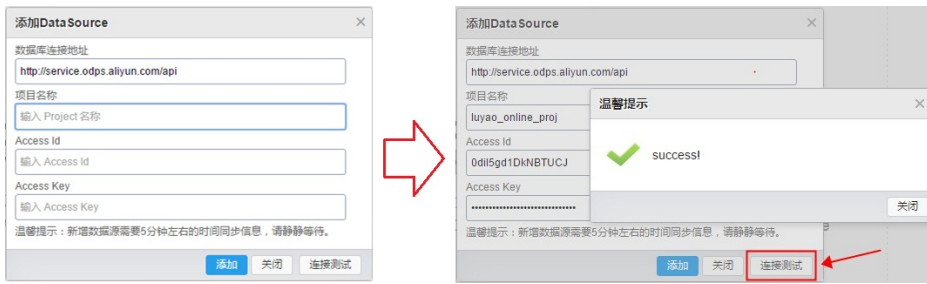 添加DataSource
数据库连接地址
http://service.odps.aliyun.com/api
项目名称
输入 Project 名称
Access Id
输入 Access Id
Access Key
输入 Access Key
温馨提示：新增数据源需要5分钟左右的时间同步信息，请静静等待。
添加 关闭 连接测试
添加DataSource
数据库连接地址
http://service.odps.aliyun.com/api
项目名称
luyao_online_proj
Access Id
0dil5gd1DkNBTUCJ
Access Key
温馨提示：新增数据源需要5分钟左右的时间同步信息，请静静等待。
添加 关闭 连接测试
温馨提示
success!
关闭